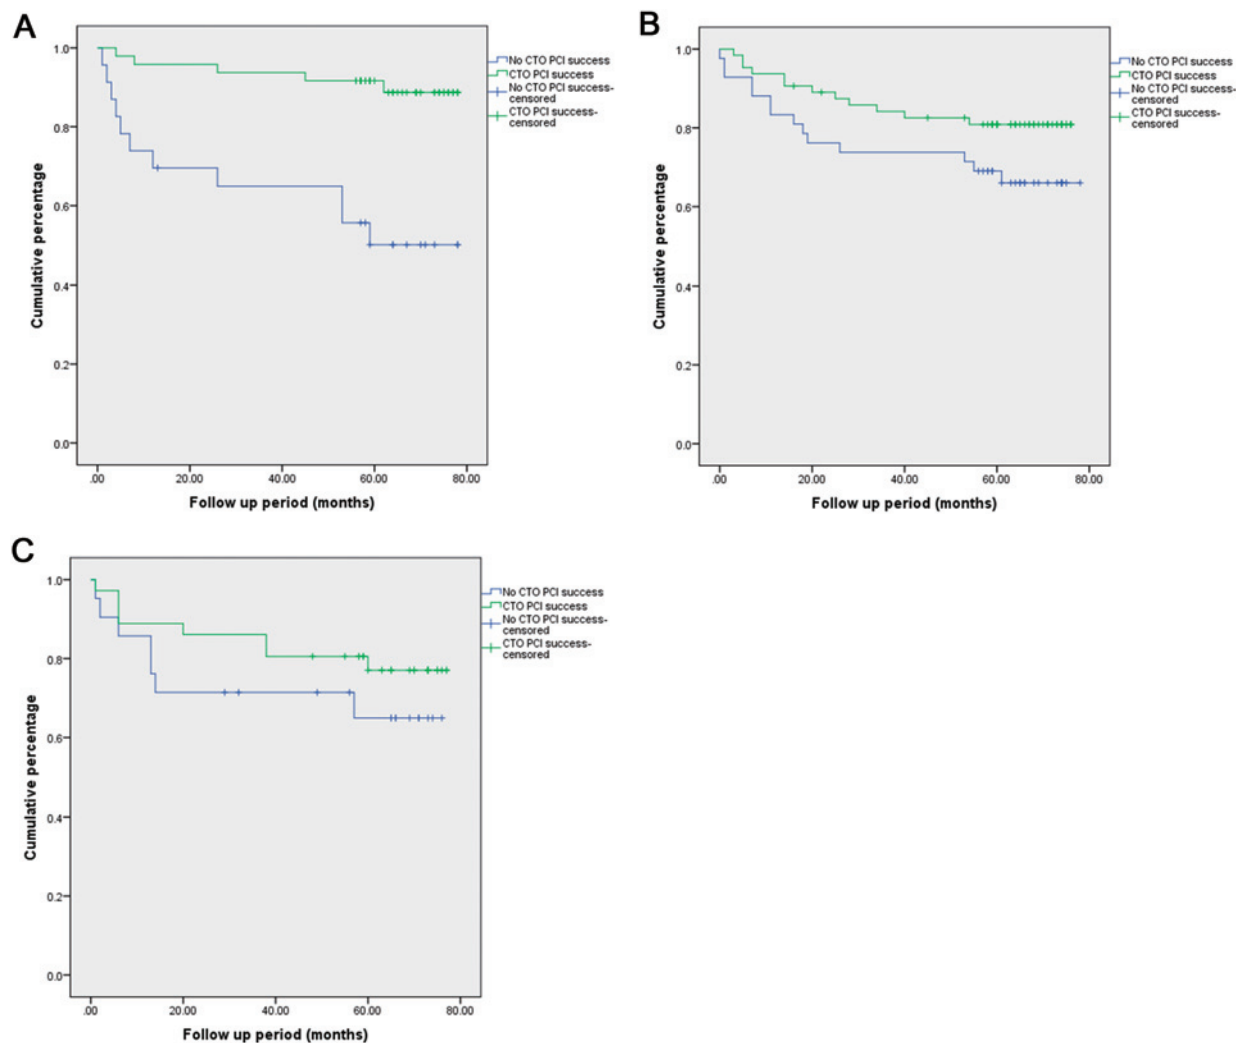 A
1.0
0.8
0.6
0.4
0.2
0.0
.00 20.00 40.00 60.00 80.00
Cumulative percentage
Follow up period (months)
No CTO PCI success
CTO PCI success
No CTO PCI success-
censored
CTO PCI success-
censored
B
1.0
0.8
0.6
0.4
0.2
0.0
.00 20.00 40.00 60.00 80.00
Cumulative percentage
Follow up period (months)
No CTO PCI success
CTO PCI success
No CTO PCI success-
censored
CTO PCI success-
censored
C
1.0
0.8
0.6
0.4
0.2
0.0
.00 20.00 40.00 60.00 80.00
Cumulative percentage
Follow up period (months)
No CTO PCI success
CTO PCI success
No CTO PCI success-
censored
CTO PCI success-
censored